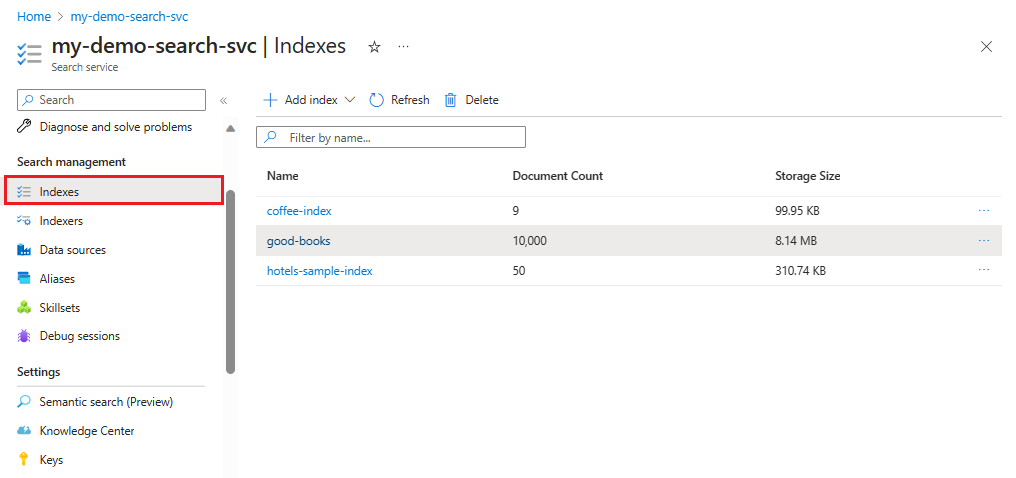 Home > my-demo-search-svc
my-demo-search-svc | Indexes
Search service
Search
Diagnose and solve problems
Search management
Indexes
Indexers
Data sources
Aliases
Skillsets
Debug sessions
Settings
Semantic search (Preview)
Knowledge Center
Keys
Add index Refresh Delete
Filter by name...
Name Document Count Storage Size
coffee-index 9 99.95 KB
good-books 10,000 8.14 MB
hotels-sample-index 50 310.74 KB